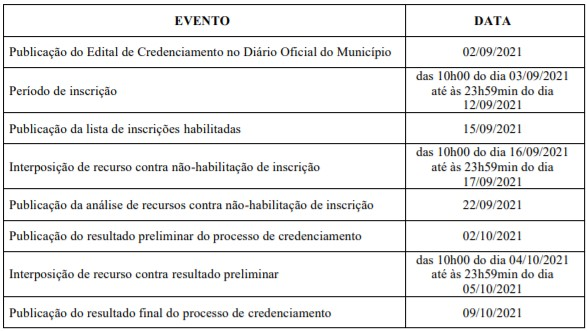 EVENTO DATA
Publicação do Edital de Credenciamento no Diário Oficial do Município 02/09/2021
Período de inscrição das 10h00 do dia 03/09/2021
até às 23h59min do dia
12/09/2021
Publicação da lista de inscrições habilitadas 15/09/2021
Interposição de recurso contra não-habilitação de inscrição das 10h00 do dia 16/09/2021
até às 23h59min do dia
17/09/2021
Publicação da análise de recursos contra não-habilitação de inscrição 22/09/2021
Publicação do resultado preliminar do processo de credenciamento 02/10/2021
Interposição de recurso contra resultado preliminar das 10h00 do dia 04/10/2021
até às 23h59min do dia
05/10/2021
Publicação do resultado final do processo de credenciamento 09/10/2021